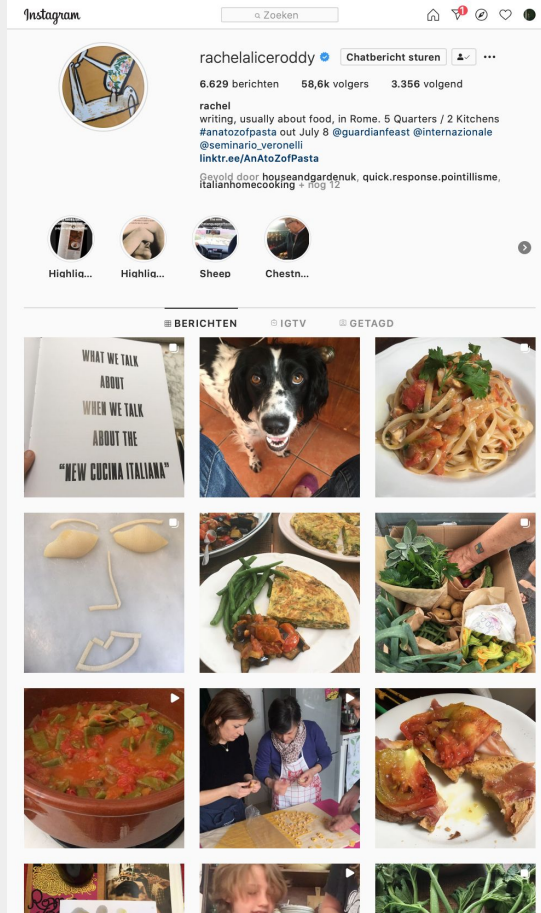 Instagram
Zoeken
1
rachelaliceroddy
Chatbericht sturen
6.629 berichten 58,6k volgers 3.356 volgend
rachel
writing, usually about food, in Rome. 5 Quarters / 2 Kitchens
#anatozofpasta out July 8 @guardianfeast @internazionale
@seminario_veronelli
linktr.ee/AnAtoZofPasta
Gevolgd door houseandgardenuk, quick.response.pointillisme,
italianhomecooking + nog 12
Highlig...
Highlig...
Sheep
Chestn...
BERICHTEN
IGTV
GETAGD
WHAT WE TALK
ABOUT
WHEN WE TALK
ABOUT THE
"NEW CUCINA ITALIANA"